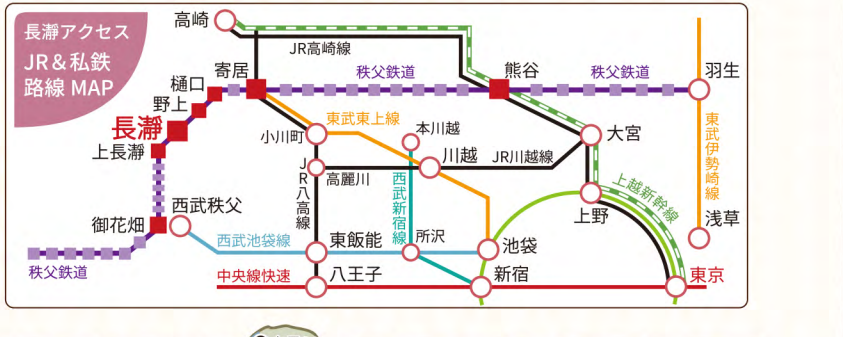 長瀞アクセス
JR＆私鉄
路線 MAP
高崎
JR高崎線
寄居
秩父鉄道
熊谷
秩父鉄道
羽生
樋口
野上
長瀞
上長瀞
小川町
東武東上線
本川越
川越
JR川越線
大宮
東武伊勢崎線
JR八高線
高麗川
西武新宿線
上越新幹線
御花畑
西武秩父
上野
浅草
西武池袋線
東飯能
所沢
池袋
秩父鉄道
中央線快速
八王子
新宿
東京